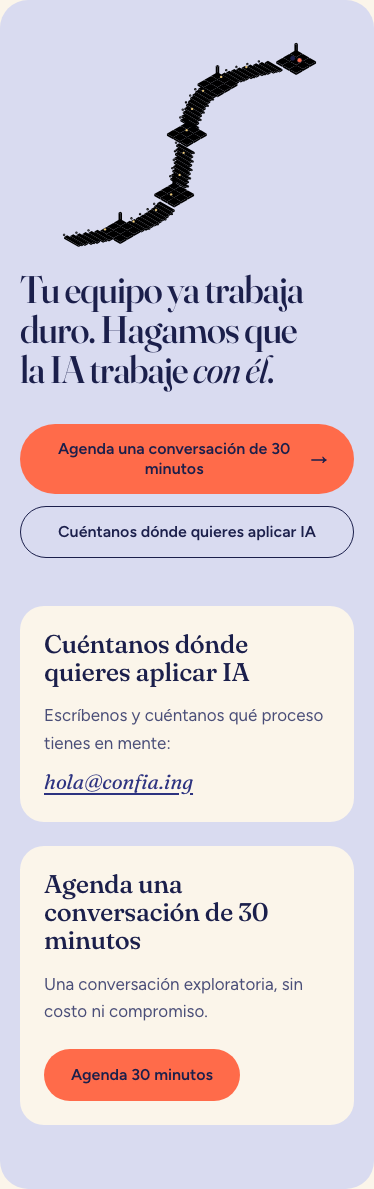 Tu equipo ya trabaja
duro. Hagamos que
la IA trabaje con él.
Agenda una conversación de 30
minutos →
Cuéntanos dónde quieres aplicar IA
Cuéntanos dónde
quieres aplicar IA
Escríbenos y cuéntanos qué proceso
tienes en mente:
hola@confia.ing
Agenda una
conversación de 30
minutos
Una conversación exploratoria, sin
costo ni compromiso.
Agenda 30 minutos